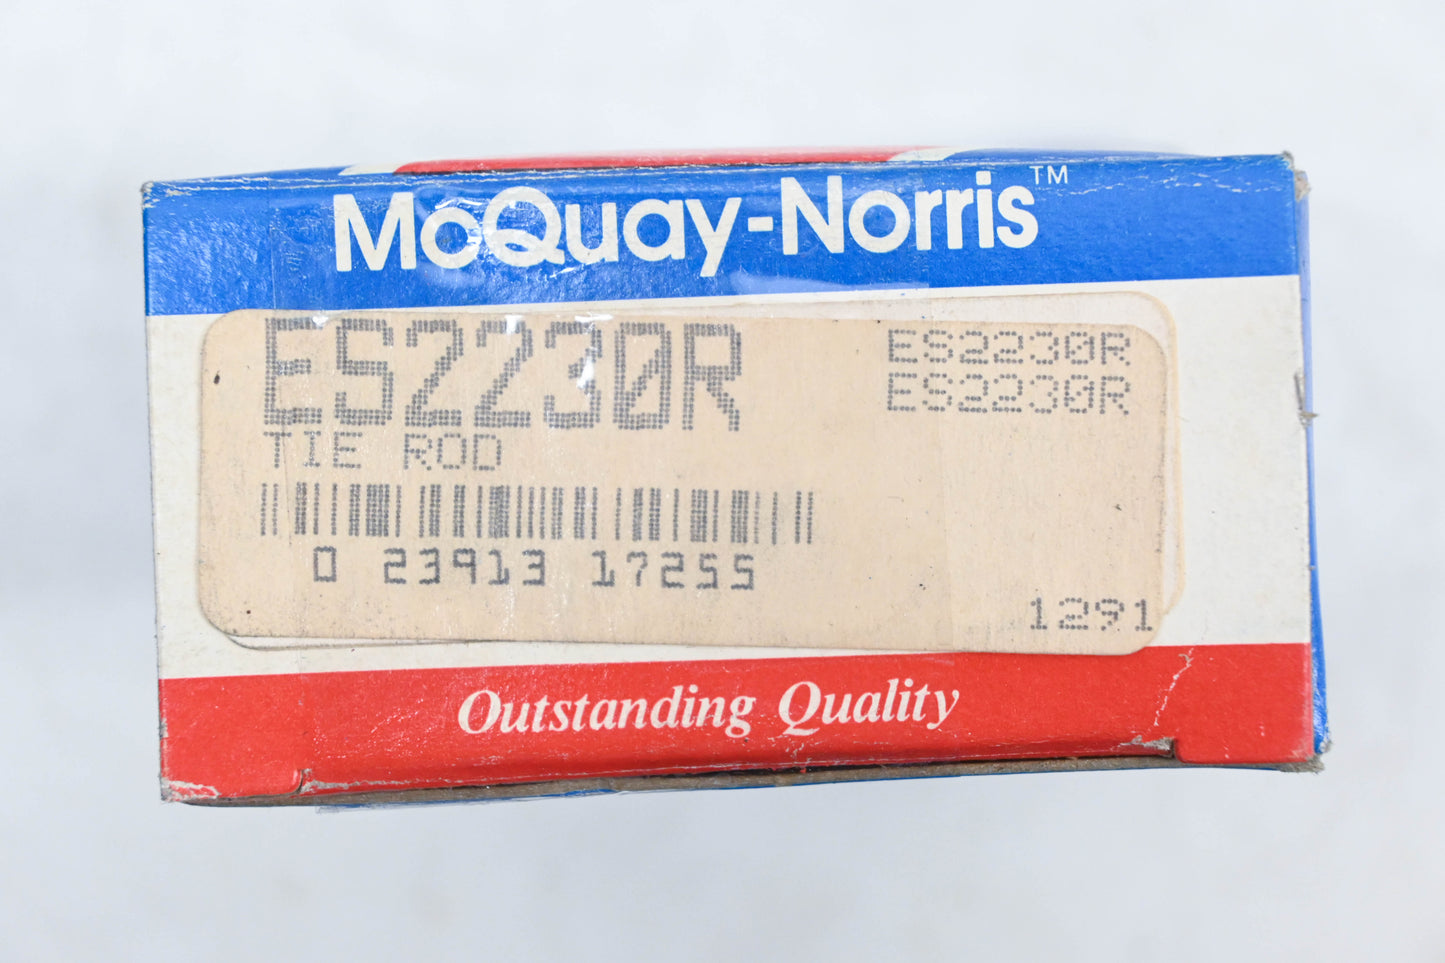 McQuay-Norris™
ES2230R
TIE ROD
0 23913 17255
ES2230R
ES2230R
1291
Outstanding Quality